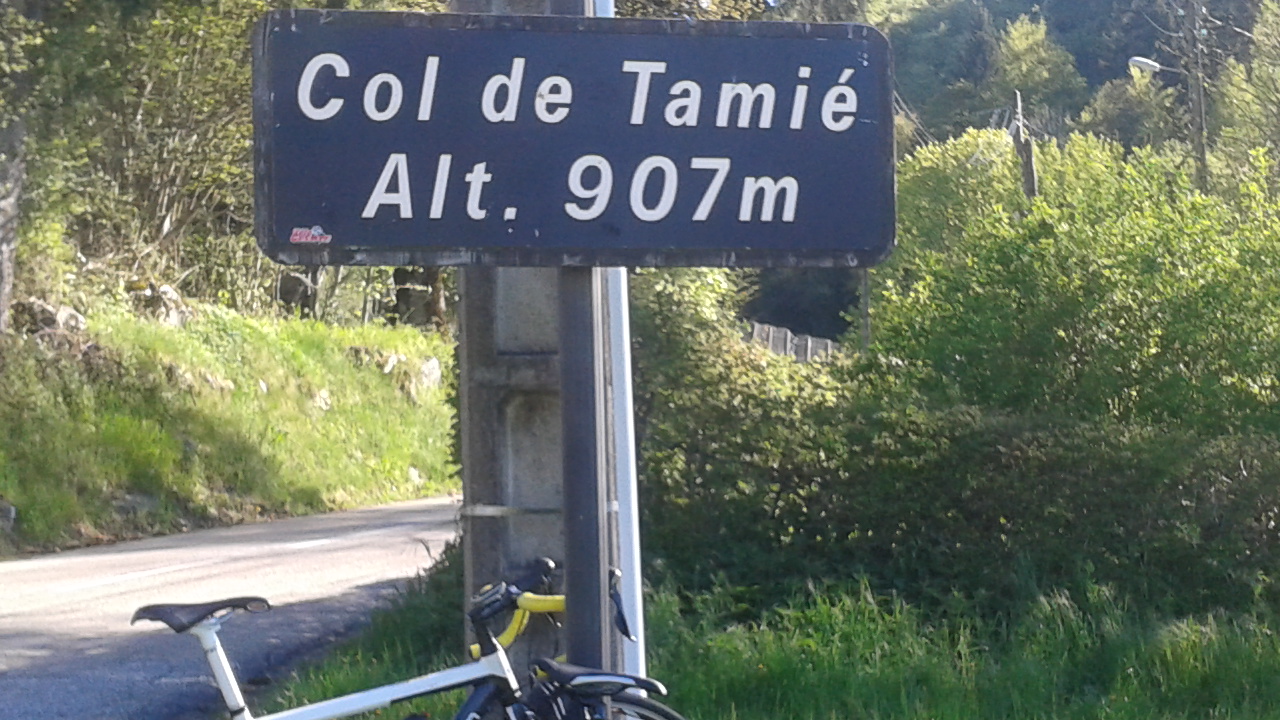 Col de Tamié
Alt. 907m